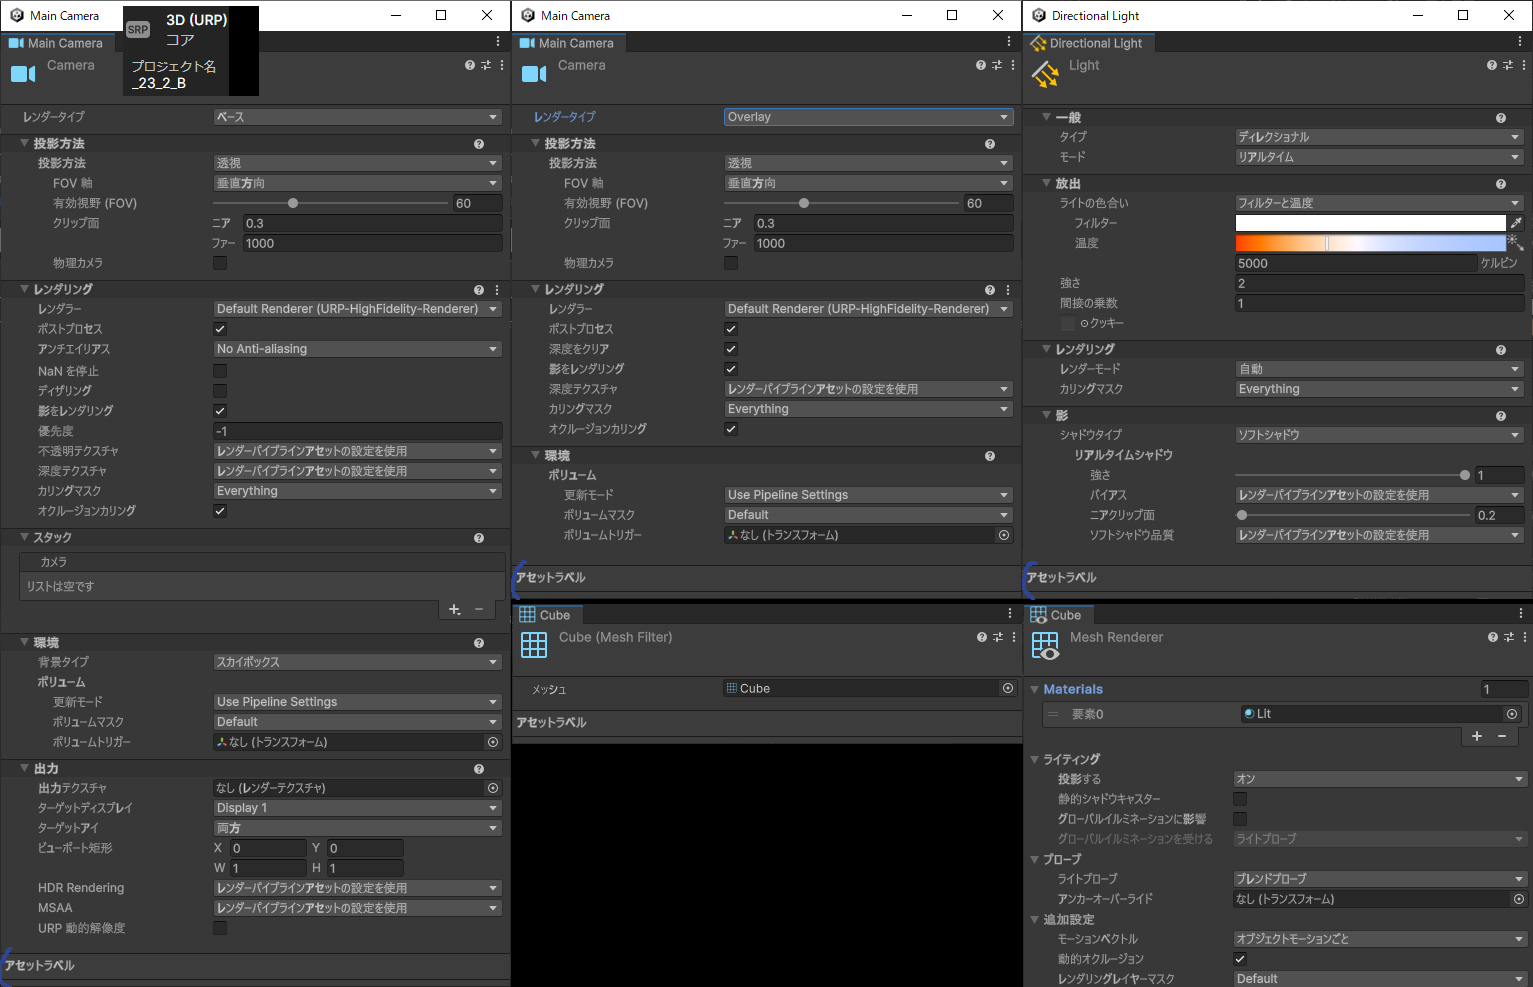 Main Camera
SRP
3D (URP)
コア
プロジェクト名
_23_2_B
Main Camera
Camera
レンダータイプ ベース
投影方法
投影方法 透視
FOV 軸 垂直方向
有効視野 (FOV) 60
クリップ面 ニア 0.3
ファー 1000
物理カメラ
レンダリング
レンダラー Default Renderer (URP-HighFidelity-Renderer)
ポストプロセス
アンチエイリアス No Anti-aliasing
NaN を停止
ディザリング
影をレンダリング
優先度 -1
不透明テクスチャ レンダーパイプラインアセットの設定を使用
深度テクスチャ レンダーパイプラインアセットの設定を使用
カリングマスク Everything
オクルージョンカリング
スタック
カメラ
リストは空です
環境
背景タイプ スカイボックス
ボリューム
更新モード Use Pipeline Settings
ボリュームマスク Default
ボリュームトリガー なし (トランスフォーム)
出力
出力テクスチャ なし (レンダーテクスチャ)
ターゲットディスプレイ Display 1
ターゲットアイ 両方
ビューポート矩形 X 0 Y 0
W 1 H 1
HDR Rendering レンダーパイプラインアセットの設定を使用
MSAA レンダーパイプラインアセットの設定を使用
URP 動的解像度
アセットラベル
Main Camera
Main Camera
Camera
レンダータイプ Overlay
投影方法
投影方法 透視
FOV 軸 垂直方向
有効視野 (FOV) 60
クリップ面 ニア 0.3
ファー 1000
物理カメラ
レンダリング
レンダラー Default Renderer (URP-HighFidelity-Renderer)
ポストプロセス
深度をクリア
影をレンダリング
深度テクスチャ レンダーパイプラインアセットの設定を使用
カリングマスク Everything
オクルージョンカリング
環境
ボリューム
更新モード Use Pipeline Settings
ボリュームマスク Default
ボリュームトリガー なし (トランスフォーム)
アセットラベル
Cube
Cube (Mesh Filter)
メッシュ Cube
アセットラベル
Directional Light
Directional Light
Light
一般
タイプ ディレクショナル
モード リアルタイム
放出
ライトの色合い フィルターと温度
フィルター
温度
5000 ケルビン
強さ 2
間接の乗数 1
クッキー
レンダリング
レンダーモード 自動
カリングマスク Everything
影
シャドウタイプ ソフトシャドウ
リアルタイムシャドウ
強さ 1
バイアス レンダーパイプラインアセットの設定を使用
ニアクリップ面 0.2
ソフトシャドウ品質 レンダーパイプラインアセットの設定を使用
アセットラベル
Cube
Mesh Renderer
Materials 1
要素0 Lit
ライティング
投影する オン
静的シャドウキャスター
グローバルイルミネーションに影響
グローバルイルミネーションを受ける ライトプローブ
プローブ
ライトプローブ ブレンドプローブ
アンカーオーバーライド なし (トランスフォーム)
追加設定
モーションベクトル オブジェクトモーションごと
動的オクルージョン
レンダリングレイヤーマスク Default